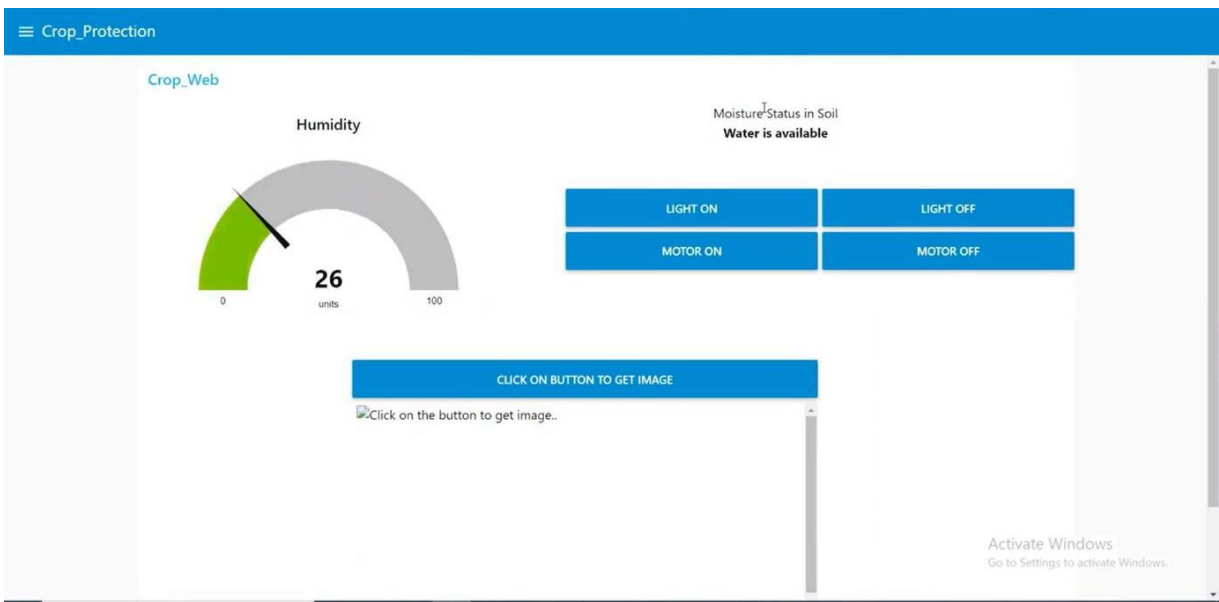 Crop_Protection
Crop_Web
Humidity
26
units
0
100
Moisture Status in Soil
Water is available
LIGHT ON
LIGHT OFF
MOTOR ON
MOTOR OFF
CLICK ON BUTTON TO GET IMAGE
Click on the button to get image..
Activate Windows
Go to Settings to activate Windows.